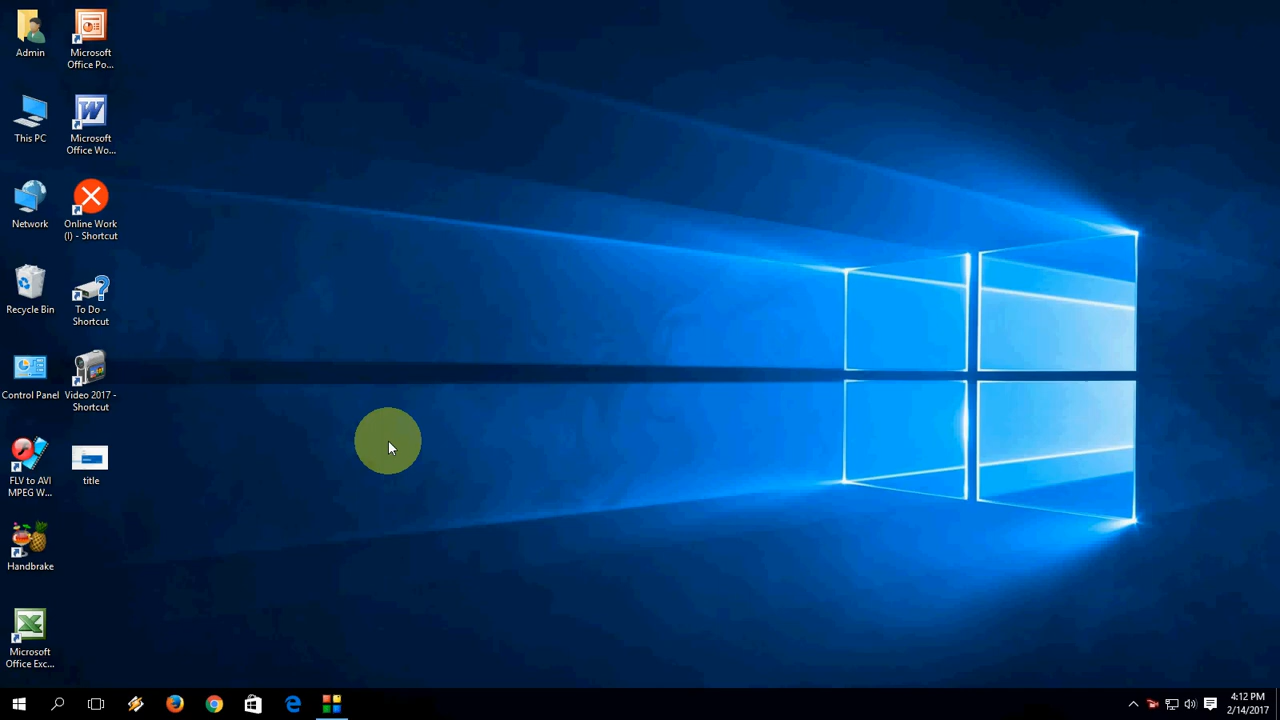 Admin
Microsoft
Office Po...
This PC
Microsoft
Office Wo...
Network
Online Work
(I) - Shortcut
Recycle Bin
To Do -
Shortcut
Control Panel
Video 2017 -
Shortcut
FLV to AVI
MPEG W...
title
Handbrake
Microsoft
Office Exc...
4:12 PM
2/14/2017